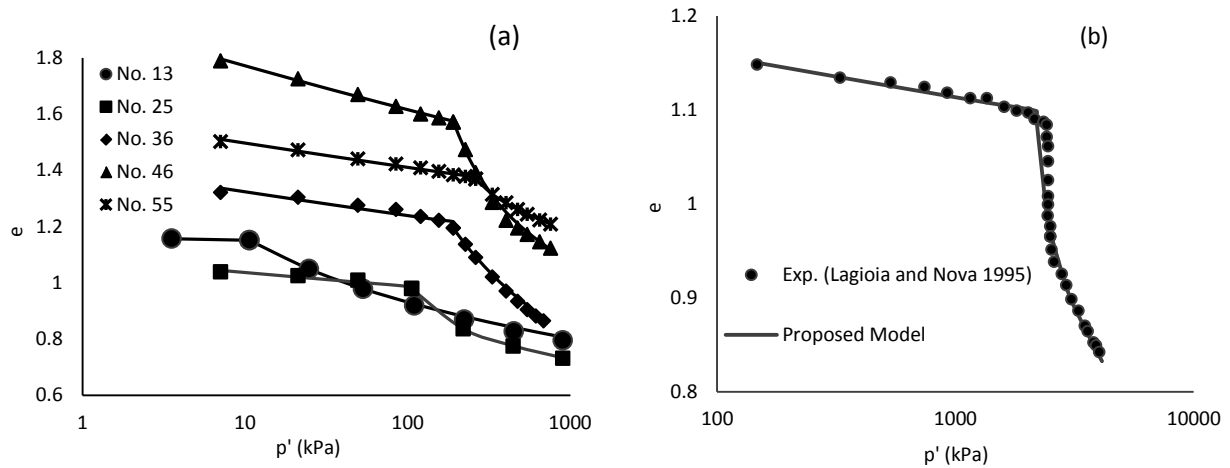 (a)
1.8
1.6
1.4
1.2
1
0.8
0.6
e
No. 13
No. 25
No. 36
No. 46
No. 55
1
10
100
1000
p' (kPa)
(b)
1.2
1.1
1
0.9
0.8
e
Exp. (Lagioia and Nova 1995)
Proposed Model
100
1000
10000
p' (kPa)